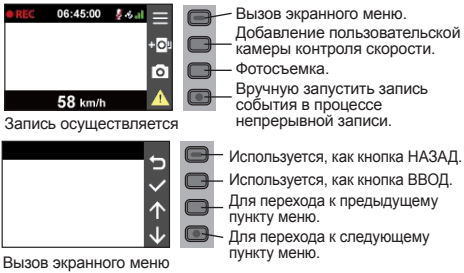 REC 06:45:00
58 km/h
Запись осуществляется
Вызов экранного меню.
Добавление пользовательской
камеры контроля скорости.
Фотосъемка.
Вручную запустить запись
события в процессе
непрерывной записи.
Вызов экранного меню
Используется, как кнопка НАЗАД.
Используется, как кнопка ВВОД.
Для перехода к предыдущему
пункту меню.
Для перехода к следующему
пункту меню.